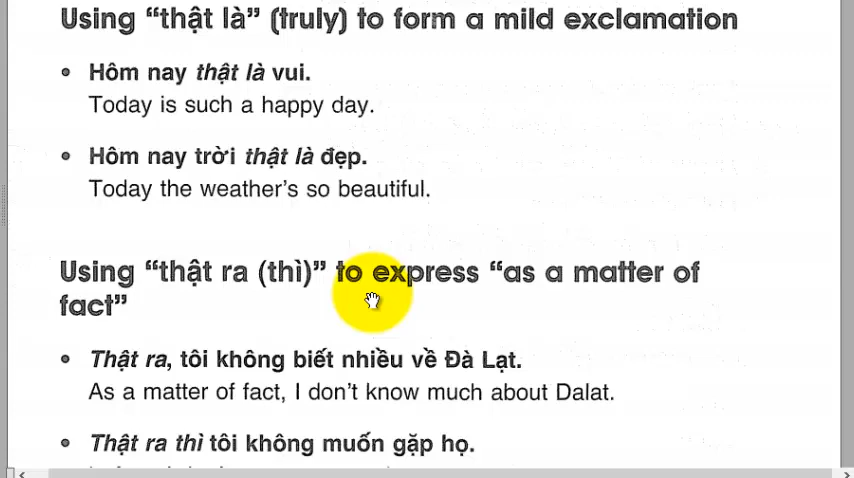 Using “thật là” (truly) to form a mild exclamation
• Hôm nay thật là vui.
Today is such a happy day.
• Hôm nay trời thật là đẹp.
Today the weather’s so beautiful.
Using “thật ra (thì)” to express “as a matter of
fact”
• Thật ra, tôi không biết nhiều về Đà Lạt.
As a matter of fact, I don’t know much about Dalat.
• Thật ra thì tôi không muốn gặp họ.